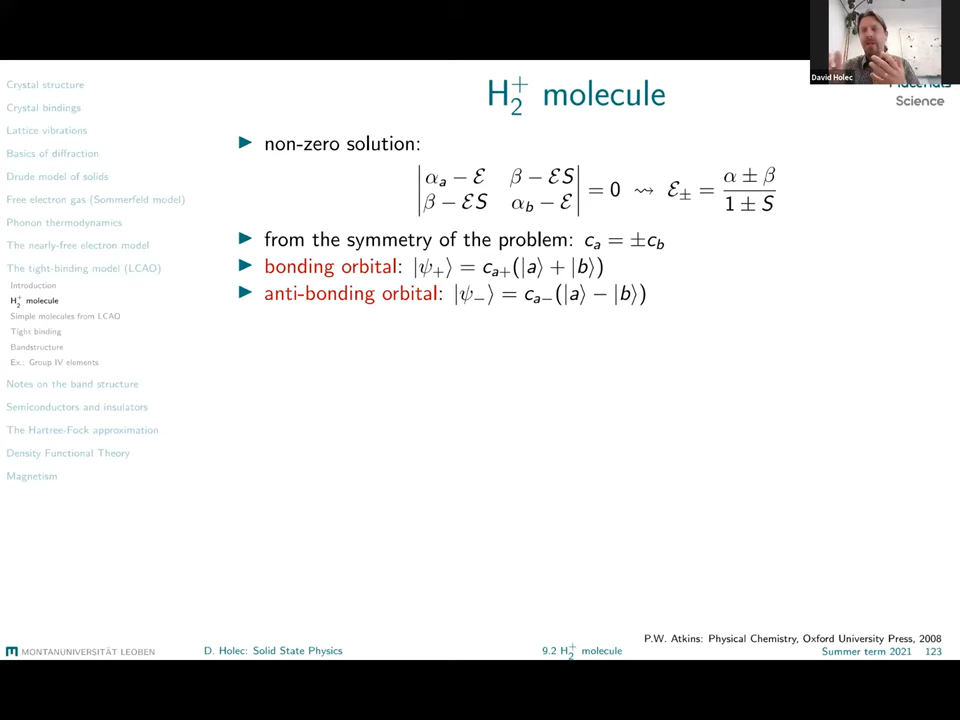 H₂⁺ molecule
David Holec
Materials
Science
Crystal structure
Crystal bindings
Lattice vibrations
Basics of diffraction
Drude model of solids
Free electron gas (Sommerfeld model)
Phonon thermodynamics
The nearly-free electron model
The tight-binding model (LCAO)
Introduction
H₂⁺ molecule
Simple molecules from LCAO
Tight binding
Bandstructure
Ex.: Group IV elements
Notes on the band structure
Semiconductors and insulators
The Hartree-Fock approximation
Density Functional Theory
Magnetism
▶ non-zero solution:
| αₐ − ℰ   β − ℰS |
| β − ℰS   α_b − ℰ | = 0 ⇝ ℰ± = (α ± β)/(1 ± S)
▶ from the symmetry of the problem: cₐ = ±c_b
▶ bonding orbital: |ψ₊⟩ = cₐ₊(|a⟩ + |b⟩)
▶ anti-bonding orbital: |ψ₋⟩ = cₐ₋(|a⟩ − |b⟩)
P.W. Atkins: Physical Chemistry, Oxford University Press, 2008
MONTANUNIVERSITÄT LEOBEN
D. Holec: Solid State Physics
9.2 H₂⁺ molecule
Summer term 2021 123